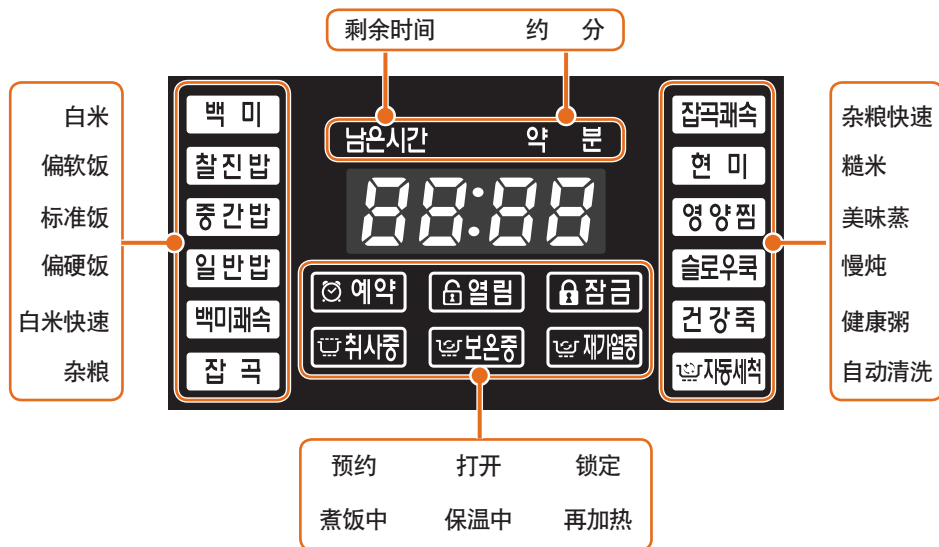 剩余时间 约 分
白米
偏软饭
标准饭
偏硬饭
白米快速
杂粮
백 미
찰진밥
중간밥
일반밥
백미쾌속
잡 곡
남은시간 약 분
88:88
예약 열림 잠금
취사중 보온중 재가열중
잡곡쾌속
현 미
영양찜
슬로우쿡
건강죽
자동세척
杂粮快速
糙米
美味蒸
慢炖
健康粥
自动清洗
预约 打开 锁定
煮饭中 保温中 再加热